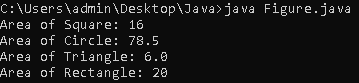 C:\Users\admin\Desktop\Java>java Figure.java
Area of Square: 16
Area of Circle: 78.5
Area of Triangle: 6.0
Area of Rectangle: 20